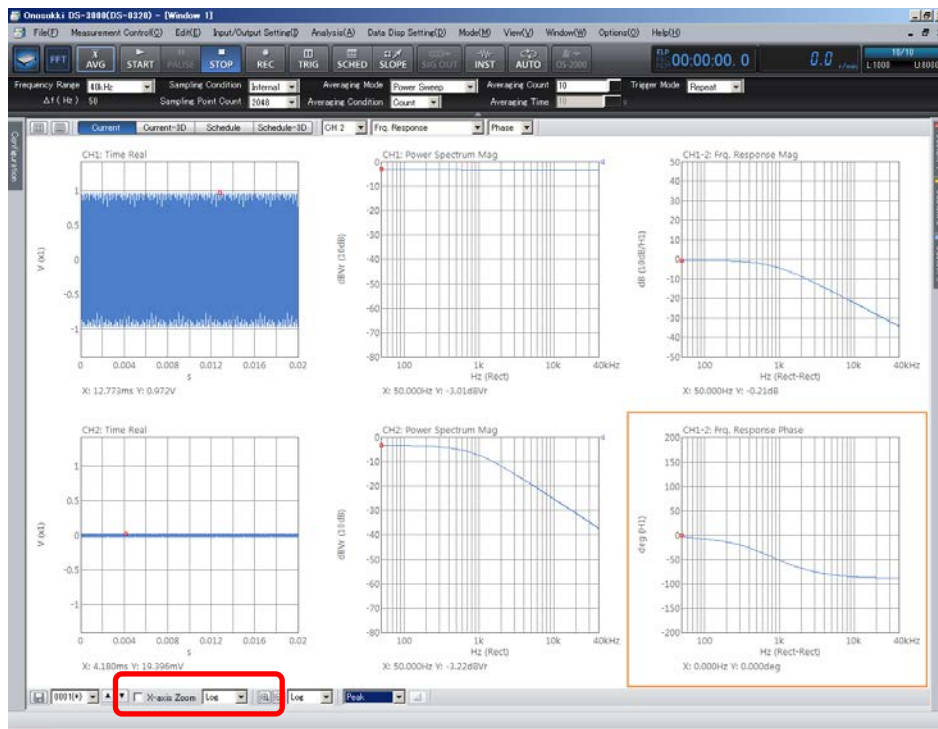 Onosokki DS-3000(DS-0320) - [Window 1]
File(F) Measurement Control(C) Edit(E) Input/Output Setting(I) Analysis(A) Data Disp Setting(D) Mode(M) View(V) Window(W) Options(O) Help(H)
FFT AVG START PAUSE STOP REC TRIG SCHED SLOPE SIG OUT INST AUTO OS-2000 00:00:00. 0 0.0 r/min 10/10
Frequency Range 40kHz Sampling Condition Internal Averaging Mode Power Sweep Averaging Count 10 Trigger Mode Repeat
Δf ( Hz ) 50 Sampling Point Count 2048 Averaging Condition Count Averaging Time 10
Configuration
Current Current-3D Schedule Schedule-3D CH 2 Frq. Response Phase
CH1: Time Real
V (x1)
1
0.5
0
-0.5
-1
0 0.004 0.008 0.012 0.016 0.02
s
X: 12.773ms Y: 0.972V
CH1: Power Spectrum Mag
dBVr (10dB)
0
-10
-20
-30
-40
-50
-60
-70
-80
100 1k 10k 40kHz
Hz (Rect)
X: 50.000Hz Y: -3.01dBVr
CH1-2: Frq. Response Mag
dB (10dB/H1)
50
40
30
20
10
0
-10
-20
-30
-40
-50
100 1k 10k 40kHz
Hz (Rect-Rect)
X: 50.000Hz Y: -0.21dB
CH2: Time Real
V (x1)
1
0.5
0
-0.5
-1
0 0.004 0.008 0.012 0.016 0.02
s
X: 4.180ms Y: 19.396mV
CH2: Power Spectrum Mag
dBVr (10dB)
0
-10
-20
-30
-40
-50
-60
-70
-80
100 1k 10k 40kHz
Hz (Rect)
X: 50.000Hz Y: -3.22dBVr
CH1-2: Frq. Response Phase
deg (H1)
200
150
100
50
0
-50
-100
-150
-200
100 1k 10k 40kHz
Hz (Rect-Rect)
X: 0.000Hz Y: 0.000deg
0001(*) X-axis Zoom Log Log Peak